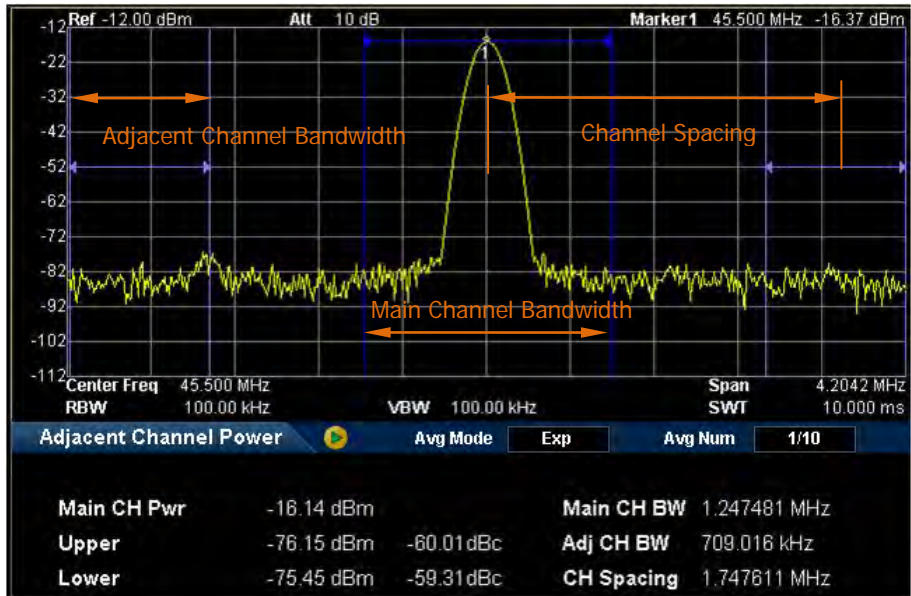 Ref -12.00 dBm Att 10 dB Marker1 45.500 MHz -16.37 dBm
-12
1
-22
-32
Adjacent Channel Bandwidth Channel Spacing
-42
-52
-62
-72
-82
-92
Main Channel Bandwidth
-102
-112
Center Freq 45.500 MHz Span 4.2042 MHz
RBW 100.00 kHz VBW 100.00 kHz SWT 10.000 ms
Adjacent Channel Power Avg Mode Exp Avg Num 1/10
Main CH Pwr -16.14 dBm Main CH BW 1.247481 MHz
Upper -76.15 dBm -60.01dBc Adj CH BW 709.016 kHz
Lower -75.45 dBm -59.31dBc CH Spacing 1.747611 MHz